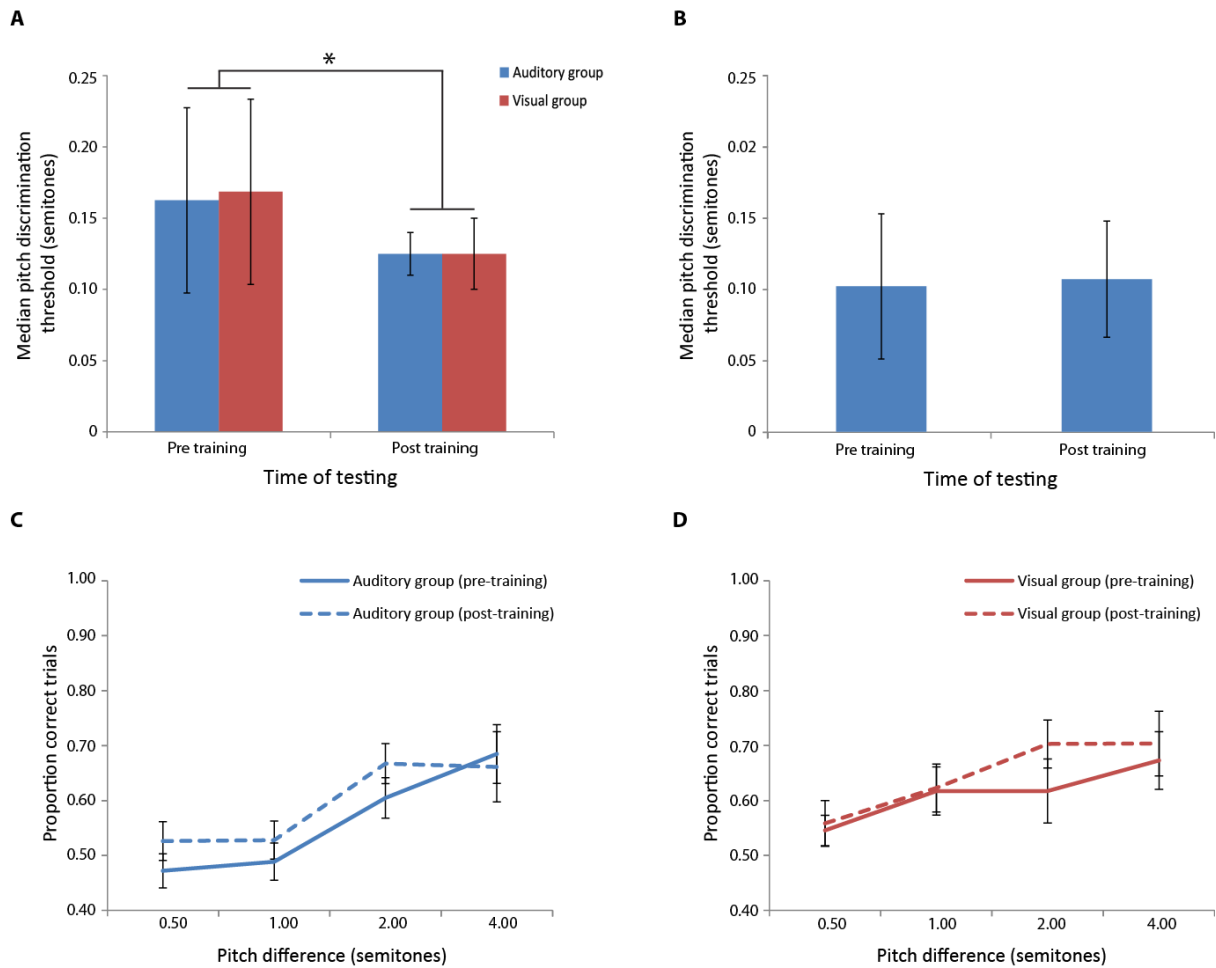 A
Median pitch discrimination
threshold (semitones)
0.25
0.20
0.15
0.10
0.05
0
*
Auditory group
Visual group
Pre training
Post training
Time of testing
B
Median pitch discrimination
threshold (semitones)
0.25
0.02
0.15
0.10
0.05
0
Pre training
Post training
Time of testing
C
Proportion correct trials
1.00
0.90
0.80
0.70
0.60
0.50
0.40
Auditory group (pre-training)
Auditory group (post-training)
0.50 1.00 2.00 4.00
Pitch difference (semitones)
D
Proportion correct trials
1.00
0.90
0.80
0.70
0.60
0.50
0.40
Visual group (pre-training)
Visual group (post-training)
0.50 1.00 2.00 4.00
Pitch difference (semitones)